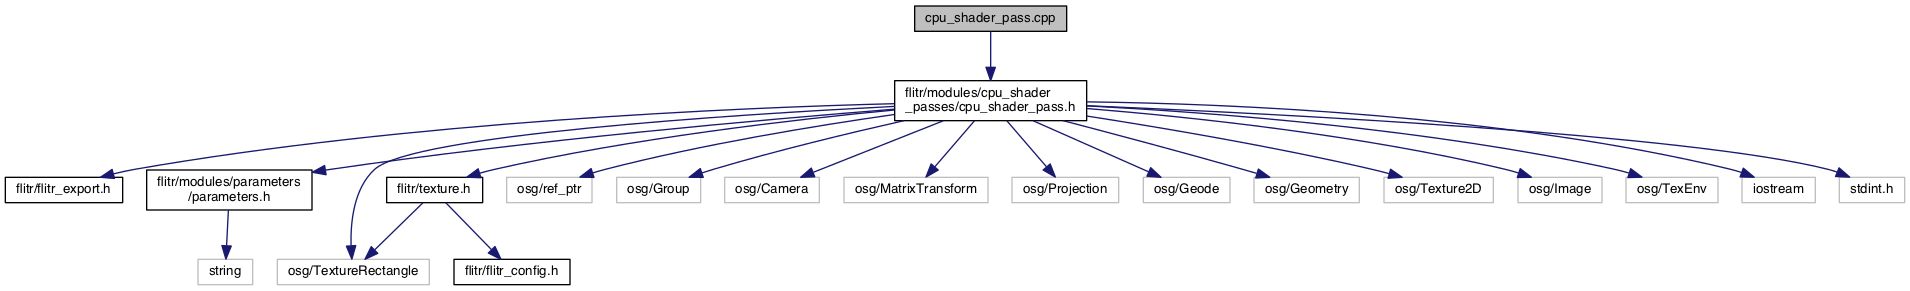 cpu_shader_pass.cpp
flitr/modules/cpu_shader
_passes/cpu_shader_pass.h
flitr/flitr_export.h
flitr/modules/parameters
/parameters.h
flitr/texture.h
osg/ref_ptr
osg/Group
osg/Camera
osg/MatrixTransform
osg/Projection
osg/Geode
osg/Geometry
osg/Texture2D
osg/Image
osg/TexEnv
iostream
stdint.h
string
osg/TextureRectangle
flitr/flitr_config.h